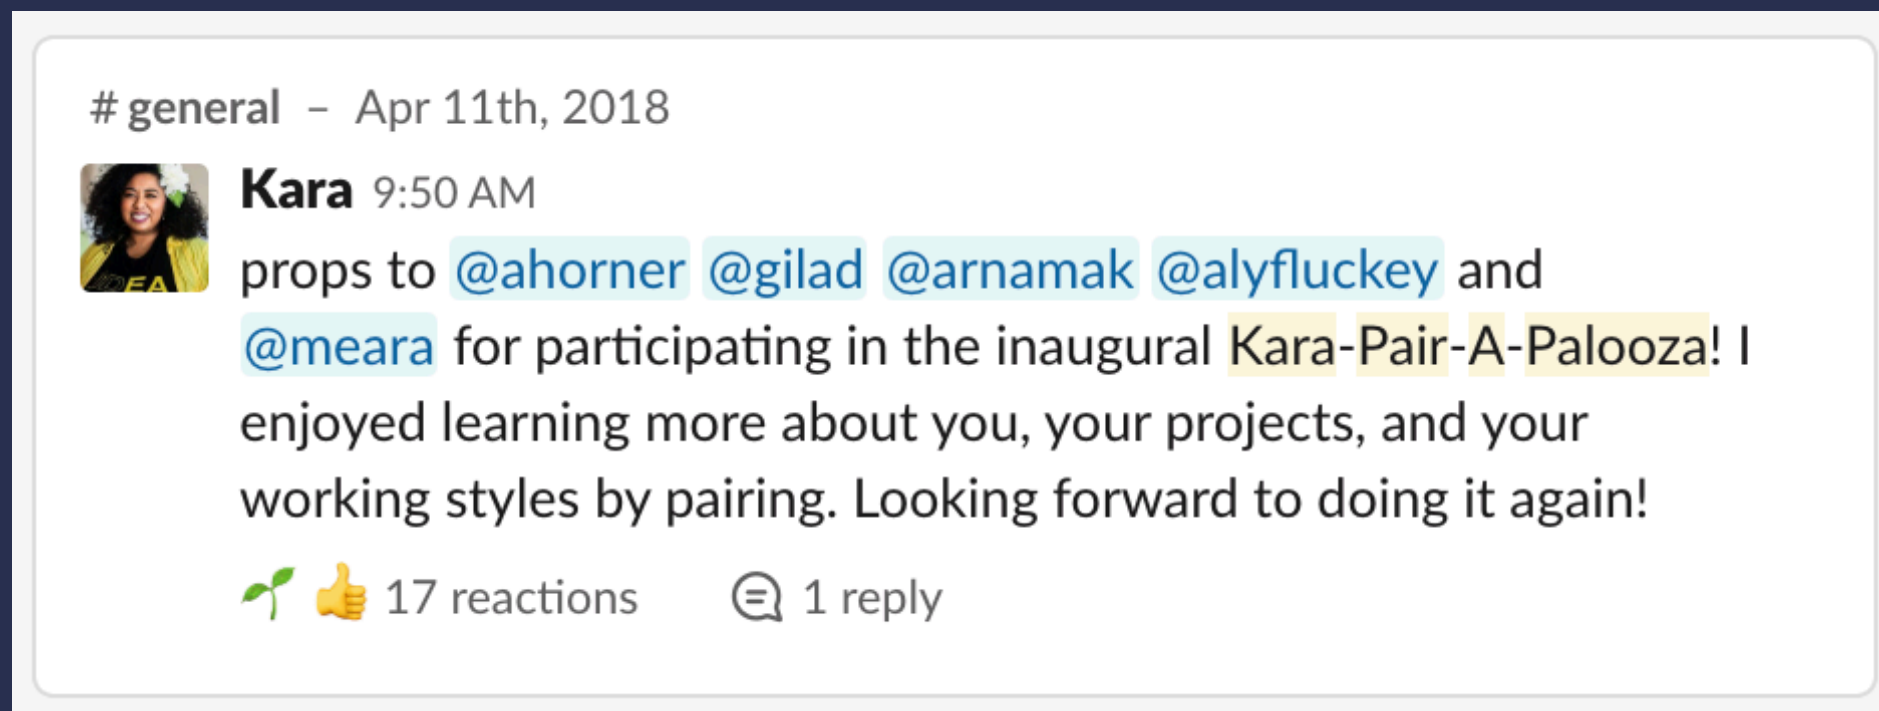 # general – Apr 11th, 2018
Kara 9:50 AM
props to @ahorner @gilad @arnamak @alyfluckey and
@meara for participating in the inaugural Kara-Pair-A-Palooza! I
enjoyed learning more about you, your projects, and your
working styles by pairing. Looking forward to doing it again!
17 reactions 1 reply